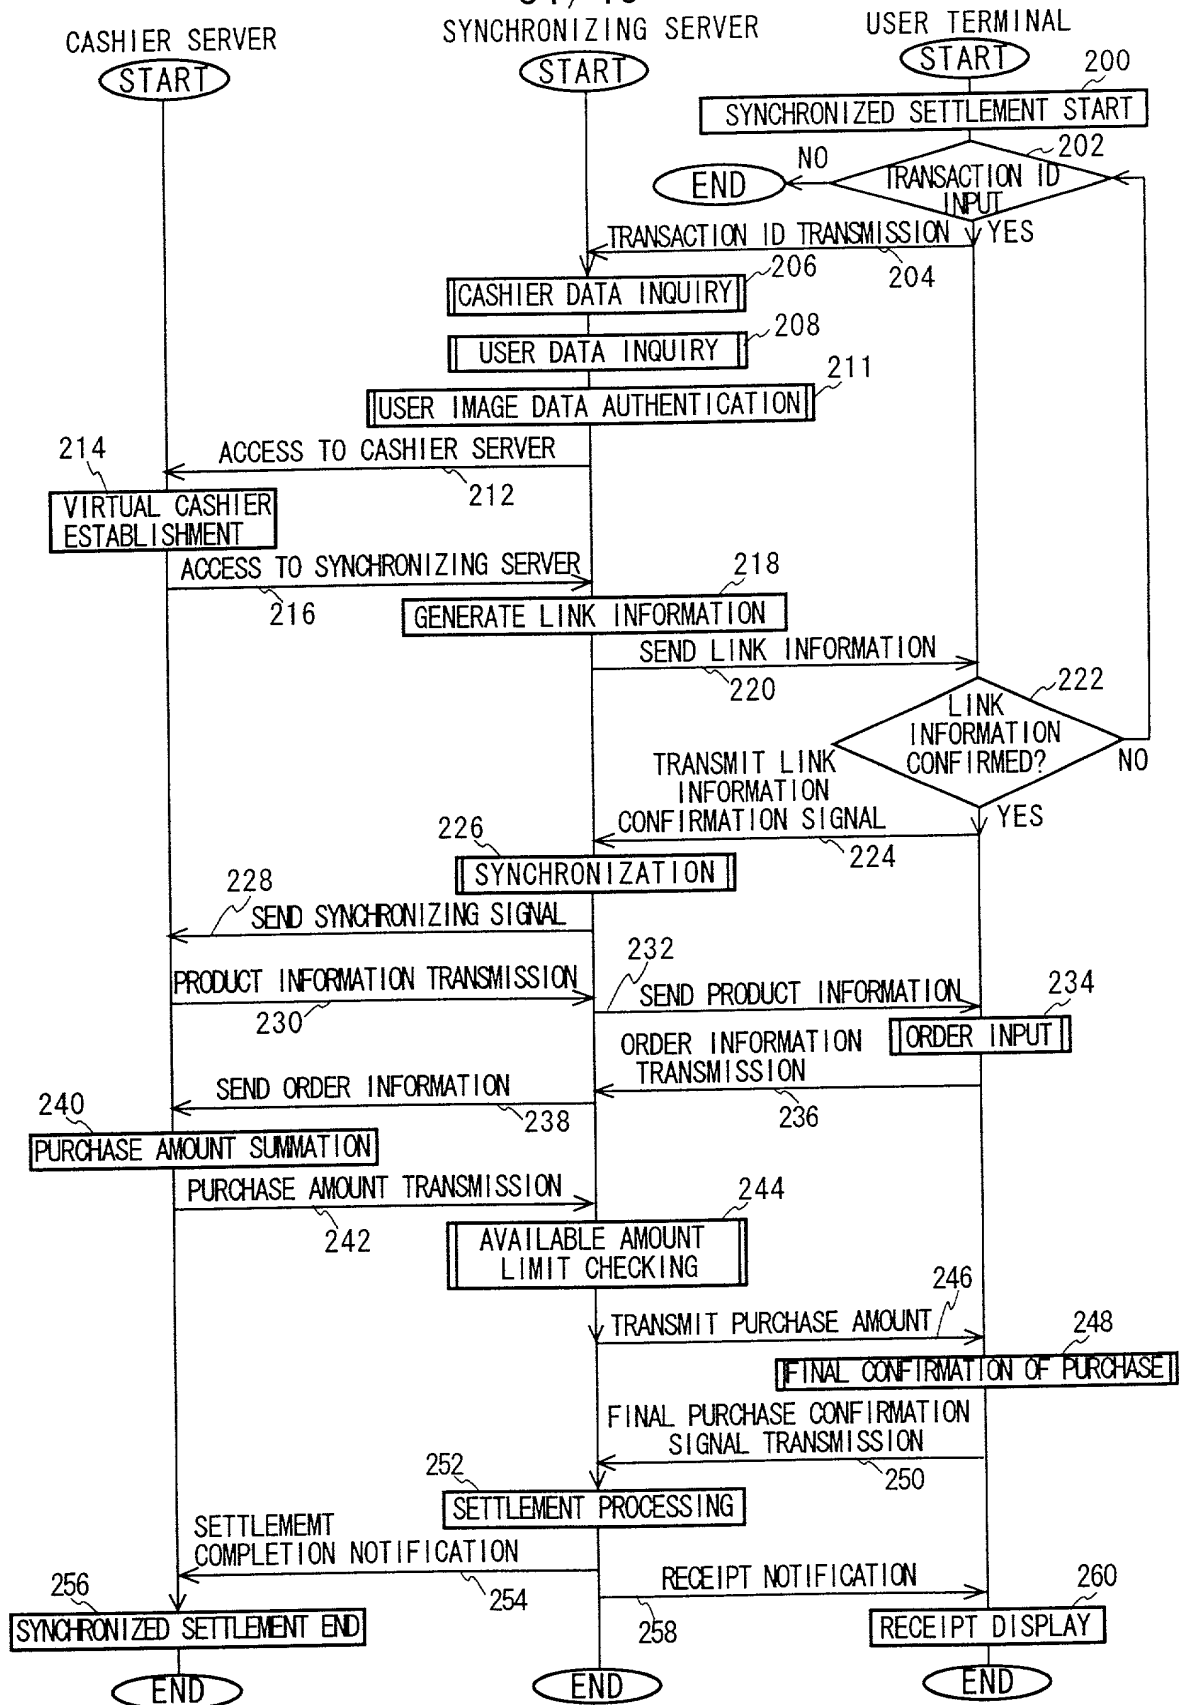 CASHIER SERVER
SYNCHRONIZING SERVER
USER TERMINAL
START
START
START
200
SYNCHRONIZED SETTLEMENT START
202
NO
END
TRANSACTION ID
INPUT
YES
TRANSACTION ID TRANSMISSION
204
206
CASHIER DATA INQUIRY
208
USER DATA INQUIRY
211
USER IMAGE DATA AUTHENTICATION
214
ACCESS TO CASHIER SERVER
212
VIRTUAL CASHIER
ESTABLISHMENT
ACCESS TO SYNCHRONIZING SERVER
216
218
GENERATE LINK INFORMATION
SEND LINK INFORMATION
220
222
LINK
INFORMATION
CONFIRMED?
NO
YES
TRANSMIT LINK
INFORMATION
CONFIRMATION SIGNAL
224
226
SYNCHRONIZATION
228
SEND SYNCHRONIZING SIGNAL
PRODUCT INFORMATION TRANSMISSION
230
232
SEND PRODUCT INFORMATION
234
ORDER INPUT
ORDER INFORMATION
TRANSMISSION
236
SEND ORDER INFORMATION
238
240
PURCHASE AMOUNT SUMMATION
PURCHASE AMOUNT TRANSMISSION
242
244
AVAILABLE AMOUNT
LIMIT CHECKING
246
TRANSMIT PURCHASE AMOUNT
248
FINAL CONFIRMATION OF PURCHASE
FINAL PURCHASE CONFIRMATION
SIGNAL TRANSMISSION
250
252
SETTLEMENT PROCESSING
SETTLEMEMT
COMPLETION NOTIFICATION
254
RECEIPT NOTIFICATION
258
256
SYNCHRONIZED SETTLEMENT END
260
RECEIPT DISPLAY
END
END
END